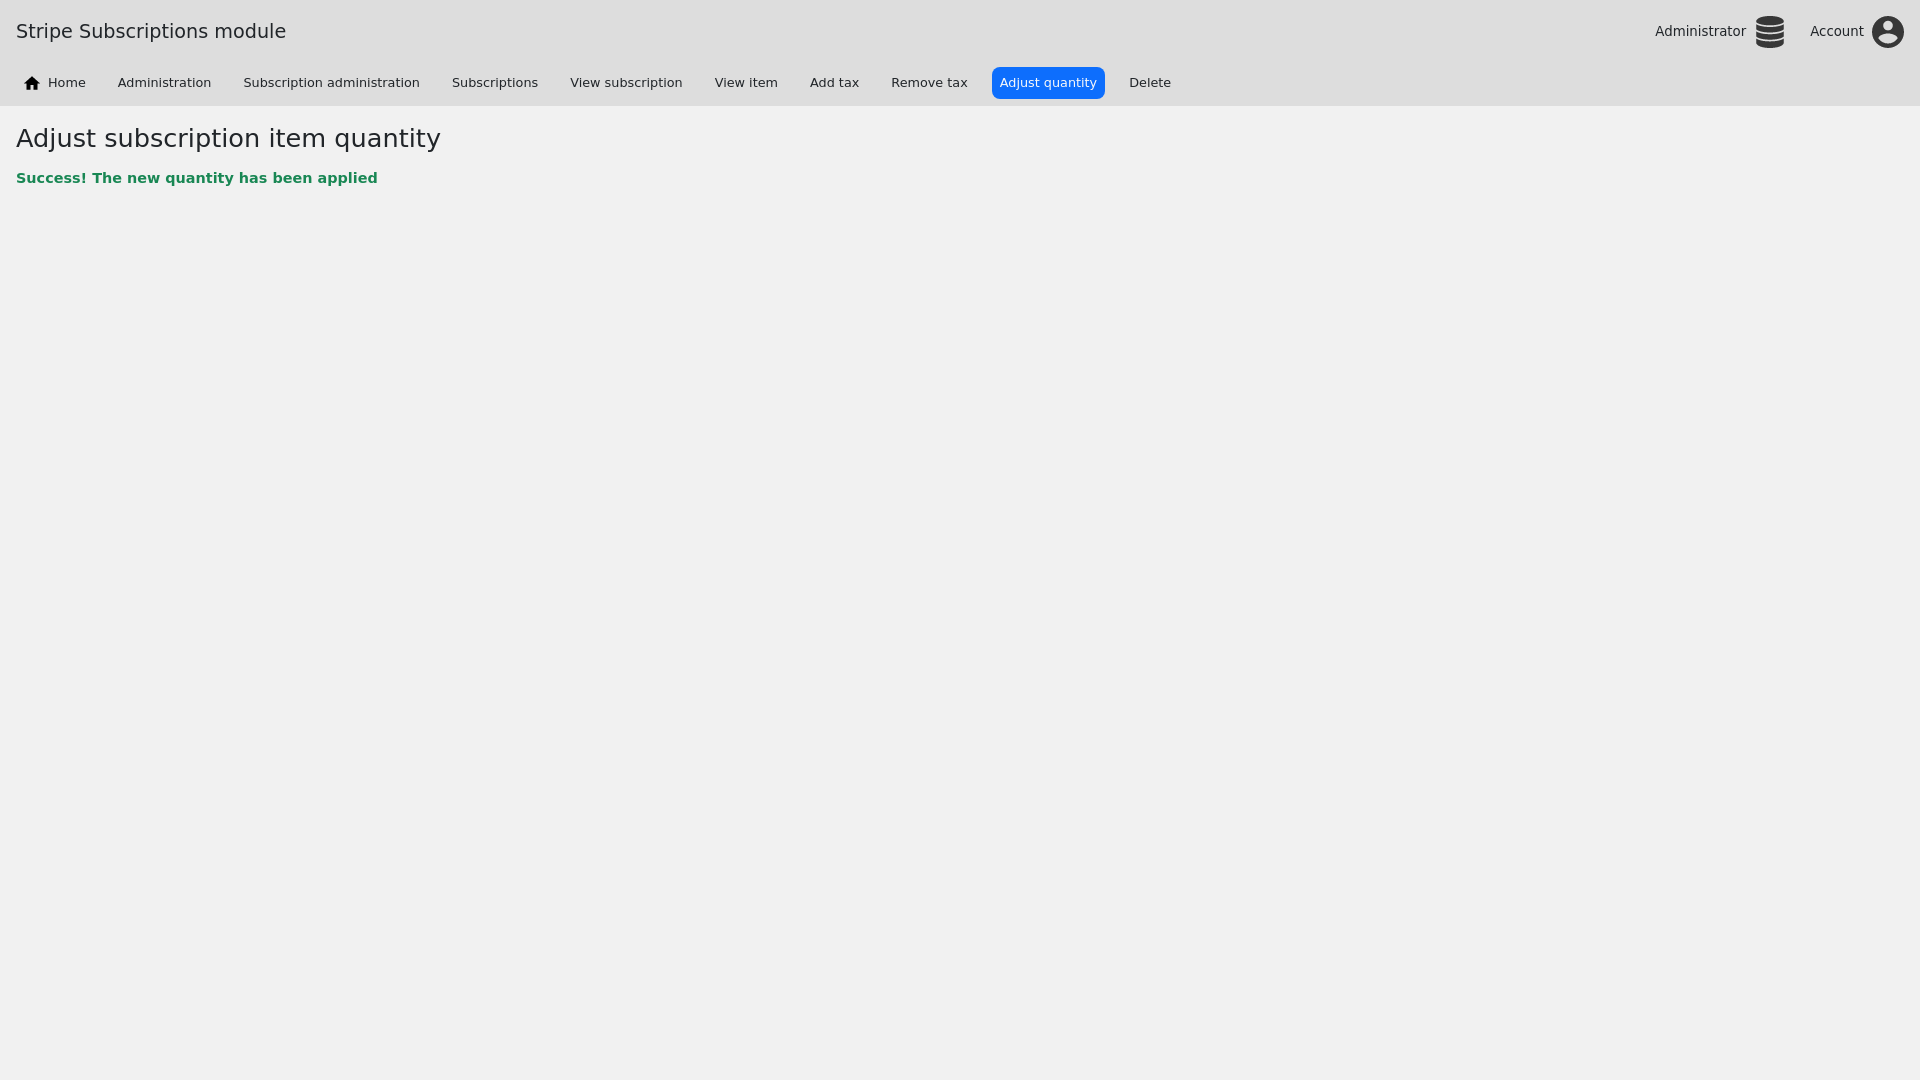 Stripe Subscriptions module
Administrator
Account
Home
Administration
Subscription administration
Subscriptions
View subscription
View item
Add tax
Remove tax
Adjust quantity
Delete
Adjust subscription item quantity
Success! The new quantity has been applied